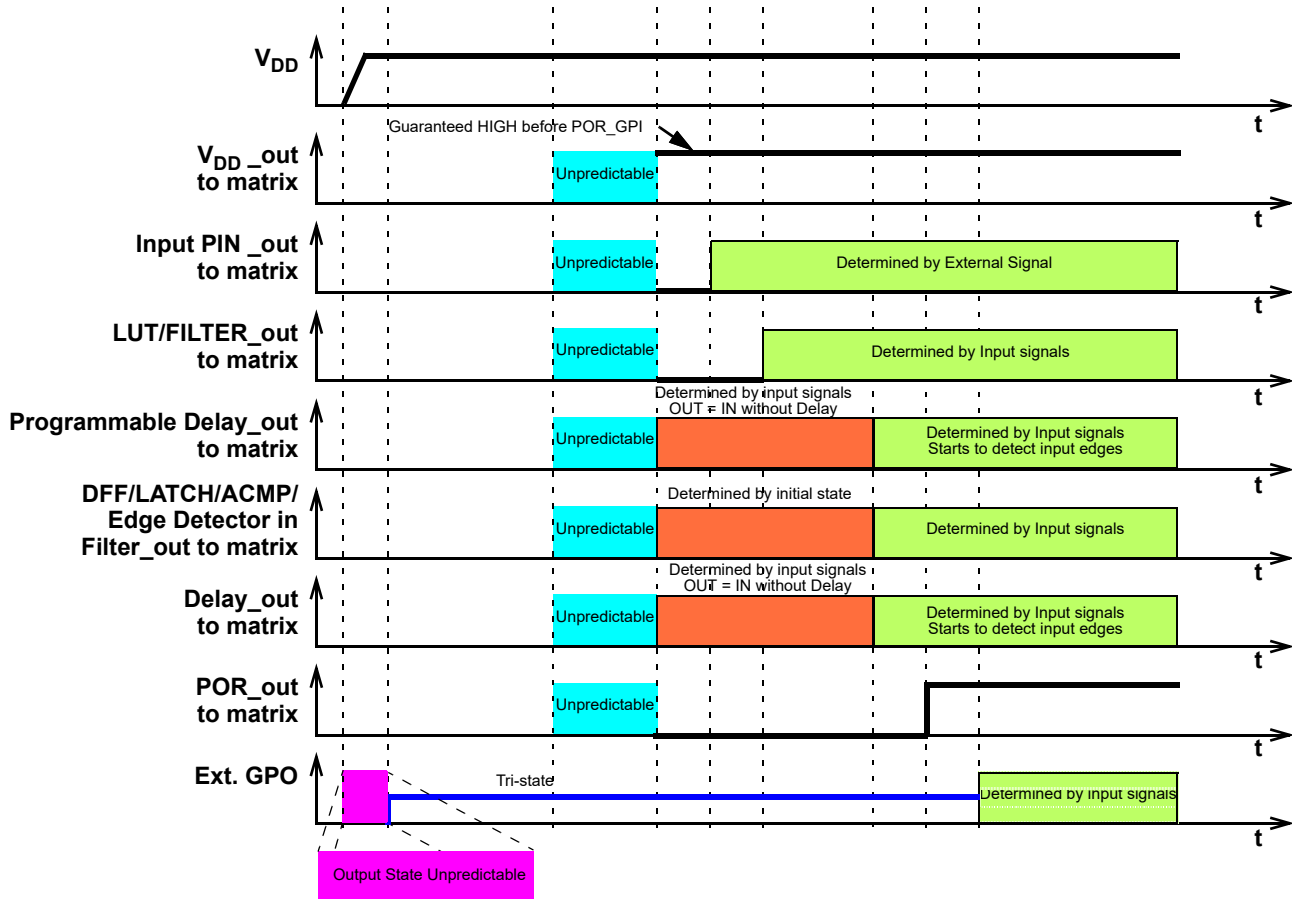 VDD
t
Guaranteed HIGH before POR_GPI
VDD _out
to matrix
Unpredictable
t
Input PIN _out
to matrix
Unpredictable
Determined by External Signal
t
LUT/FILTER_out
to matrix
Unpredictable
Determined by Input signals
t
Determined by input signals
OUT = IN without Delay
Programmable Delay_out
to matrix
Unpredictable
Determined by Input signals
Starts to detect input edges
t
DFF/LATCH/ACMP/
Edge Detector in
Filter_out to matrix
Determined by initial state
Unpredictable
Determined by Input signals
t
Determined by input signals
OUT = IN without Delay
Delay_out
to matrix
Unpredictable
Determined by Input signals
Starts to detect input edges
t
POR_out
to matrix
Unpredictable
t
Ext. GPO
Tri-state
Determined by input signals
t
Output State Unpredictable